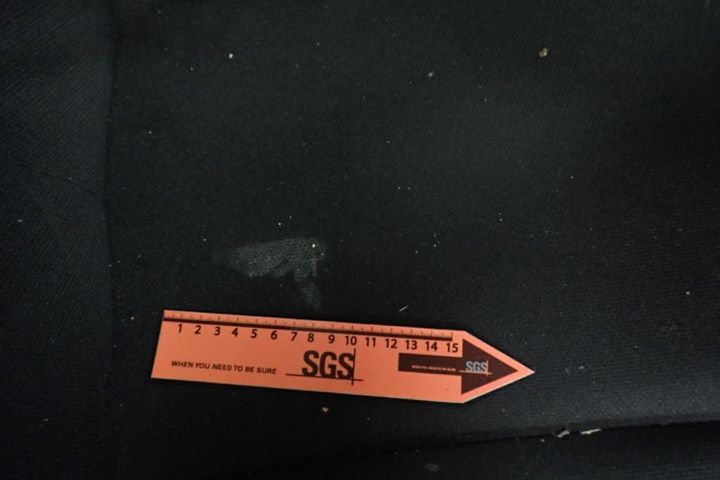 1 2 3 4 5 6 7 8 9 10 11 12 13 14 15
WHEN YOU NEED TO BE SURE SGS
SGS